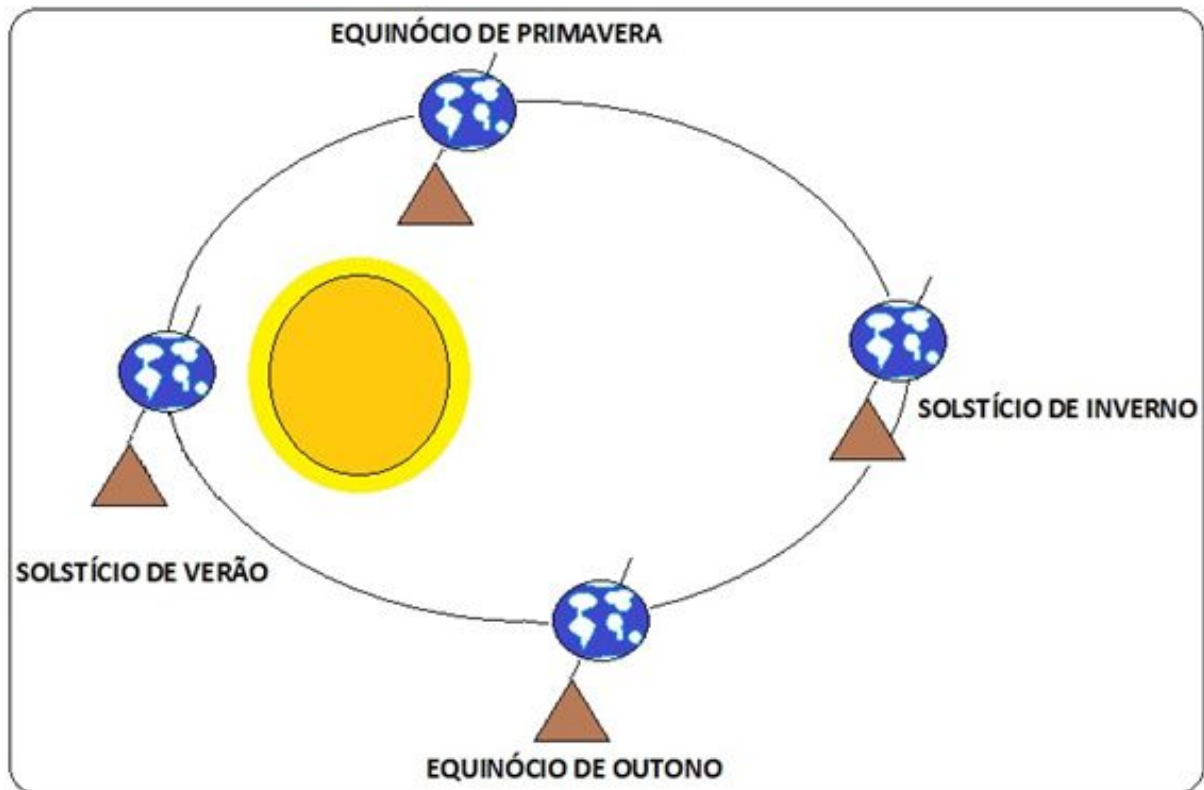 EQUINÓCIO DE PRIMAVERA
SOLSTÍCIO DE INVERNO
SOLSTÍCIO DE VERÃO
EQUINÓCIO DE OUTONO